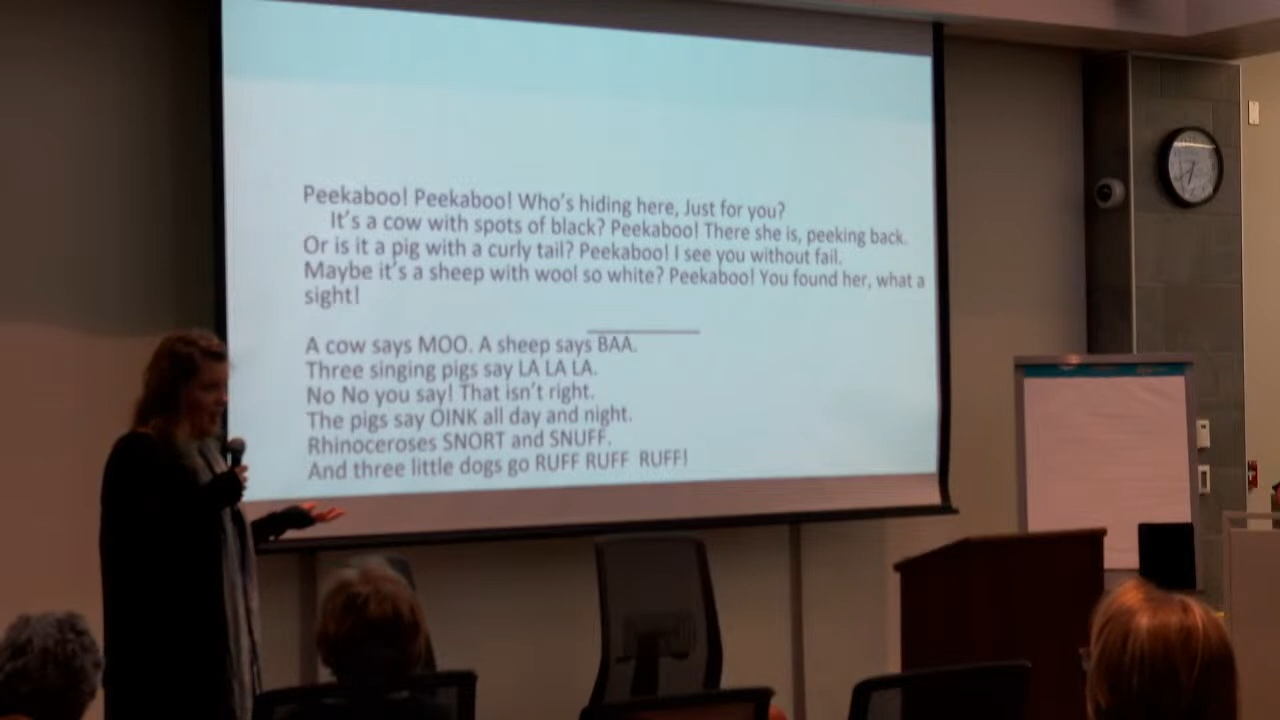 Peekaboo! Peekaboo! Who's hiding here, Just for you?
It's a cow with spots of black? Peekaboo! There she is, peeking back.
Or is it a pig with a curly tail? Peekaboo! I see you without fail.
Maybe it's a sheep with wool so white? Peekaboo! You found her, what a
sight!
A cow says MOO. A sheep says BAA.
Three singing pigs say LA LA LA.
No No you say! That isn't right.
The pigs say OINK all day and night.
Rhinoceroses SNORT and SNUFF.
And three little dogs go RUFF RUFF RUFF!